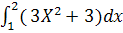 ∫₁²(3X² + 3)dx